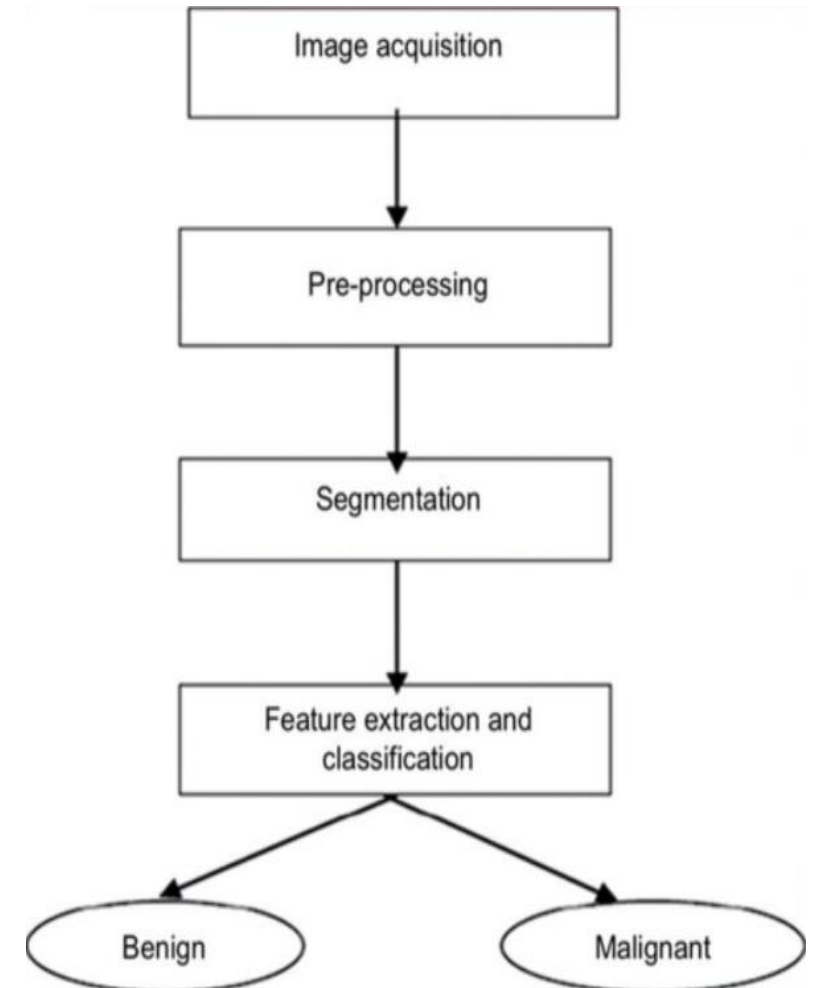 Image acquisition
Pre-processing
Segmentation
Feature extraction and
classification
Benign
Malignant